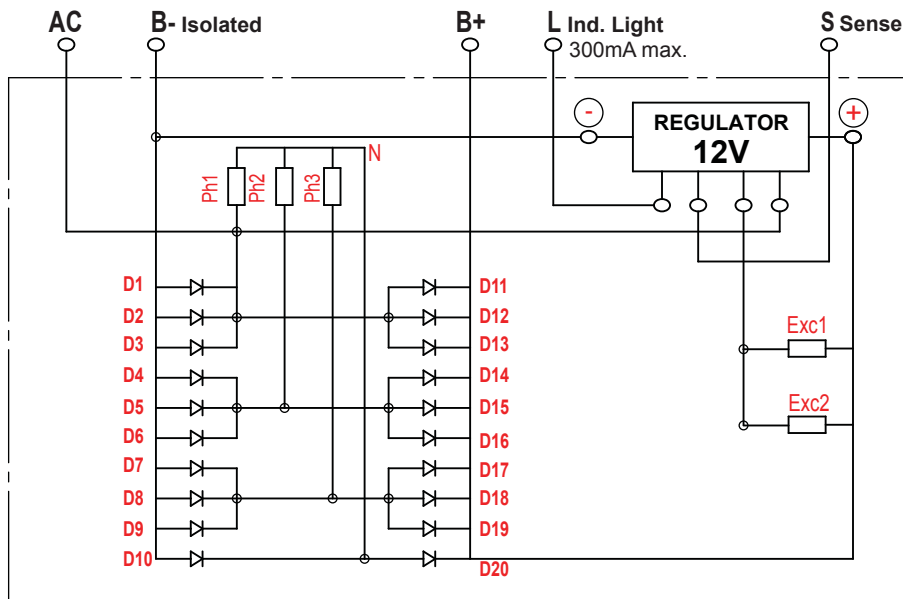 AC B- Isolated B+ L Ind. Light S Sense
300mA max.
- REGULATOR +
12V
N
Ph1 Ph2 Ph3
D1 D11
D2 D12
D3 D13
Exc1
D4 D14
D5 D15
Exc2
D6 D16
D7 D17
D8 D18
D9 D19
D10 D20